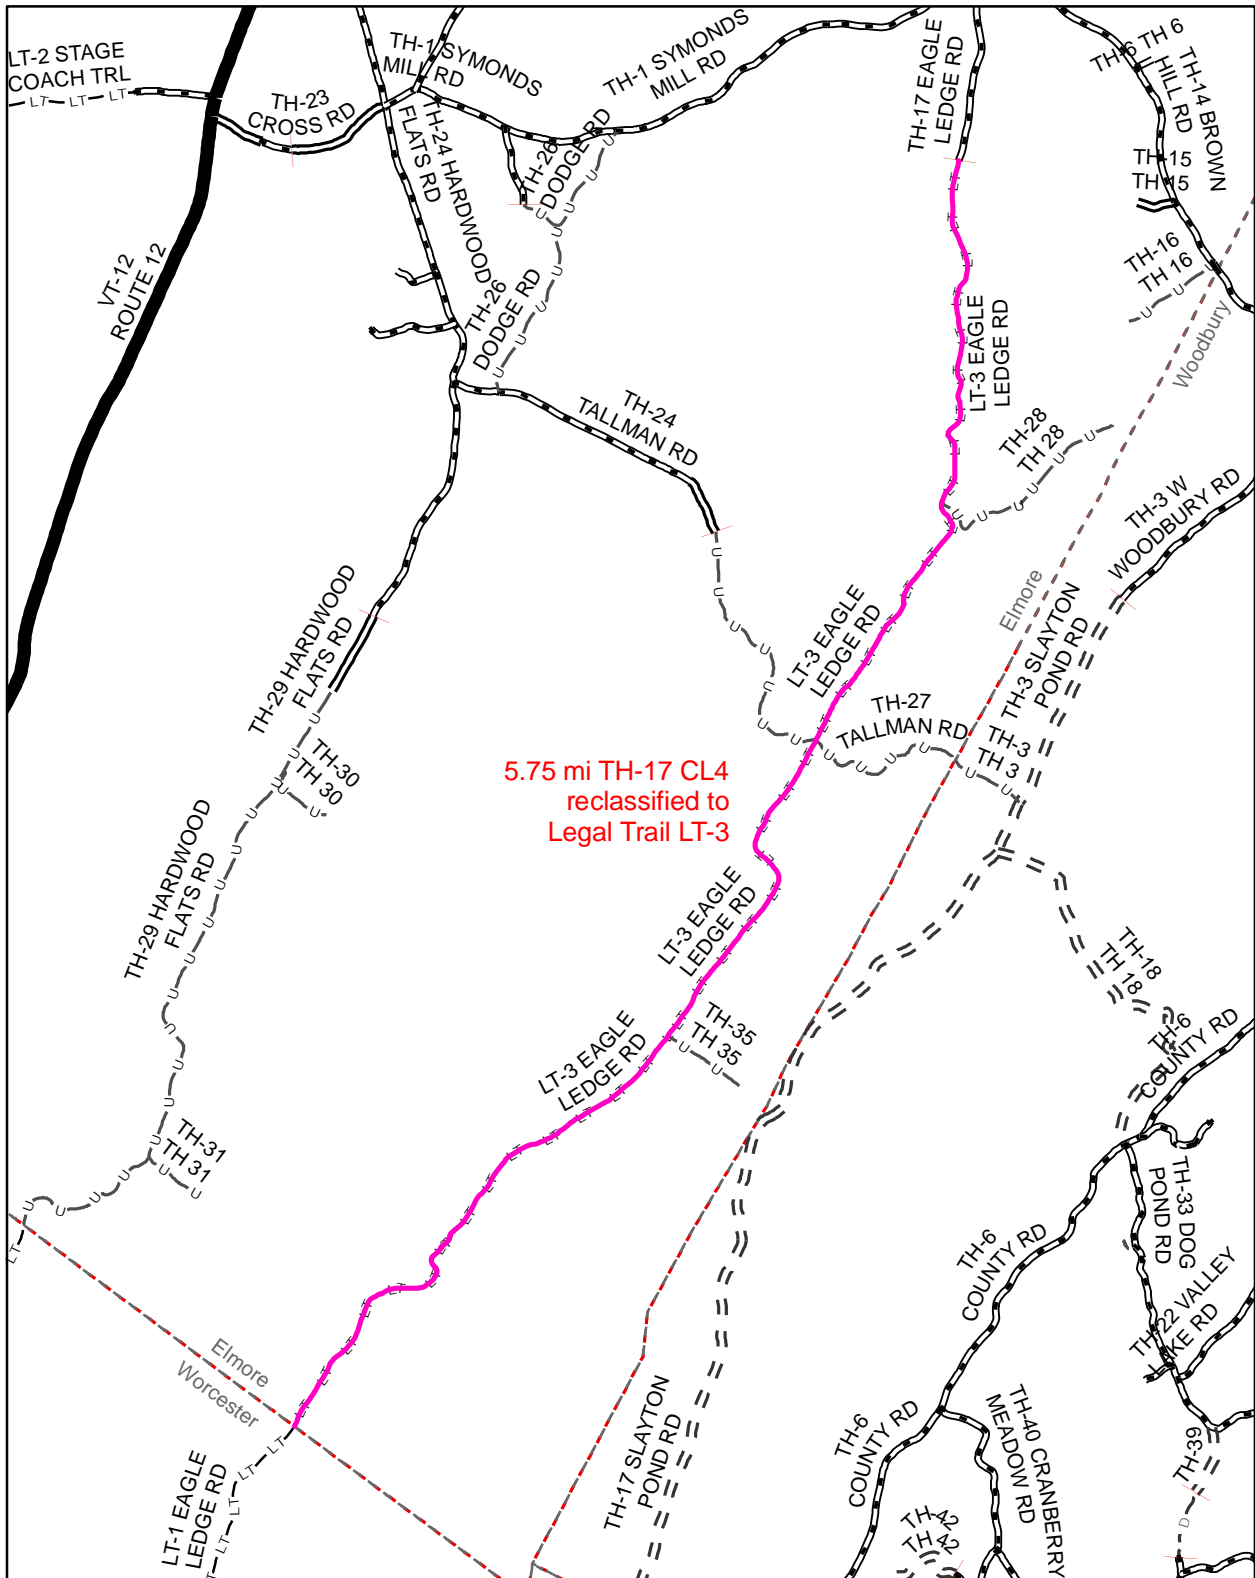 LT-2 STAGE
COACH TRL
TH-1 SYMONDS
MILL RD
TH-1 SYMONDS
MILL RD
TH-23
CROSS RD
TH-24 HARDWOOD
FLATS RD
TH-26
DODGE RD
TH-17 EAGLE
LEDGE RD
TH-6 TH 6
TH-14 BROWN
HILL RD
TH-15
TH 15
TH-16
TH 16
VT-12
ROUTE 12
TH-26
DODGE RD
LT-3 EAGLE
LEDGE RD
Woodbury
TH-24
TALLMAN RD
TH-28
TH 28
TH-3 W
WOODBURY RD
Elmore
TH-29 HARDWOOD
FLATS RD
LT-3 EAGLE
LEDGE RD
TH-3 SLAYTON
POND RD
TH-27
TALLMAN RD
TH-3
TH 3
TH-30
TH 30
5.75 mi TH-17 CL4
reclassified to
Legal Trail LT-3
TH-29 HARDWOOD
FLATS RD
LT-3 EAGLE
LEDGE RD
TH-18
TH 18
TH-35
TH 35
LT-3 EAGLE
LEDGE RD
TH-6
COUNTY RD
TH-31
TH 31
TH-33 DOG
POND RD
TH-6
COUNTY RD
TH-22 VALLEY
LAKE RD
Elmore
Worcester
TH-6
COUNTY RD
TH-40 CRANBERRY
MEADOW RD
TH-17 SLAYTON
POND RD
TH-39
LT-1 EAGLE
LEDGE RD
TH-42
TH 42